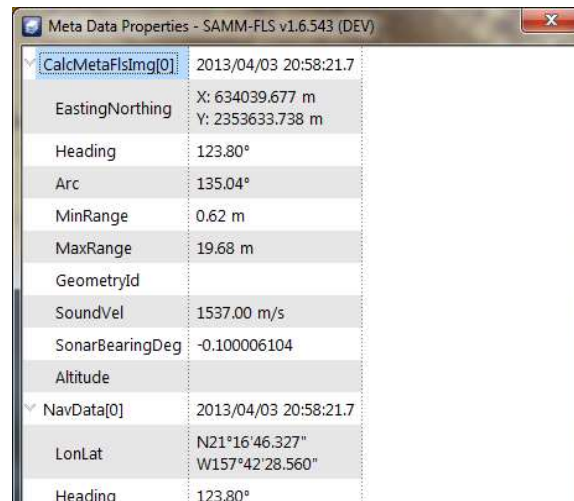 Meta Data Properties - SAMM-FLS v1.6.543 (DEV)
CalcMetaFlsImg[0] 2013/04/03 20:58:21.7
EastingNorthing X: 634039.677 m
Y: 2353633.738 m
Heading 123.80°
Arc 135.04°
MinRange 0.62 m
MaxRange 19.68 m
GeometryId
SoundVel 1537.00 m/s
SonarBearingDeg -0.100006104
Altitude
NavData[0] 2013/04/03 20:58:21.7
LonLat N21°16'46.327"
W157°42'28.560"
Heading 123.80°